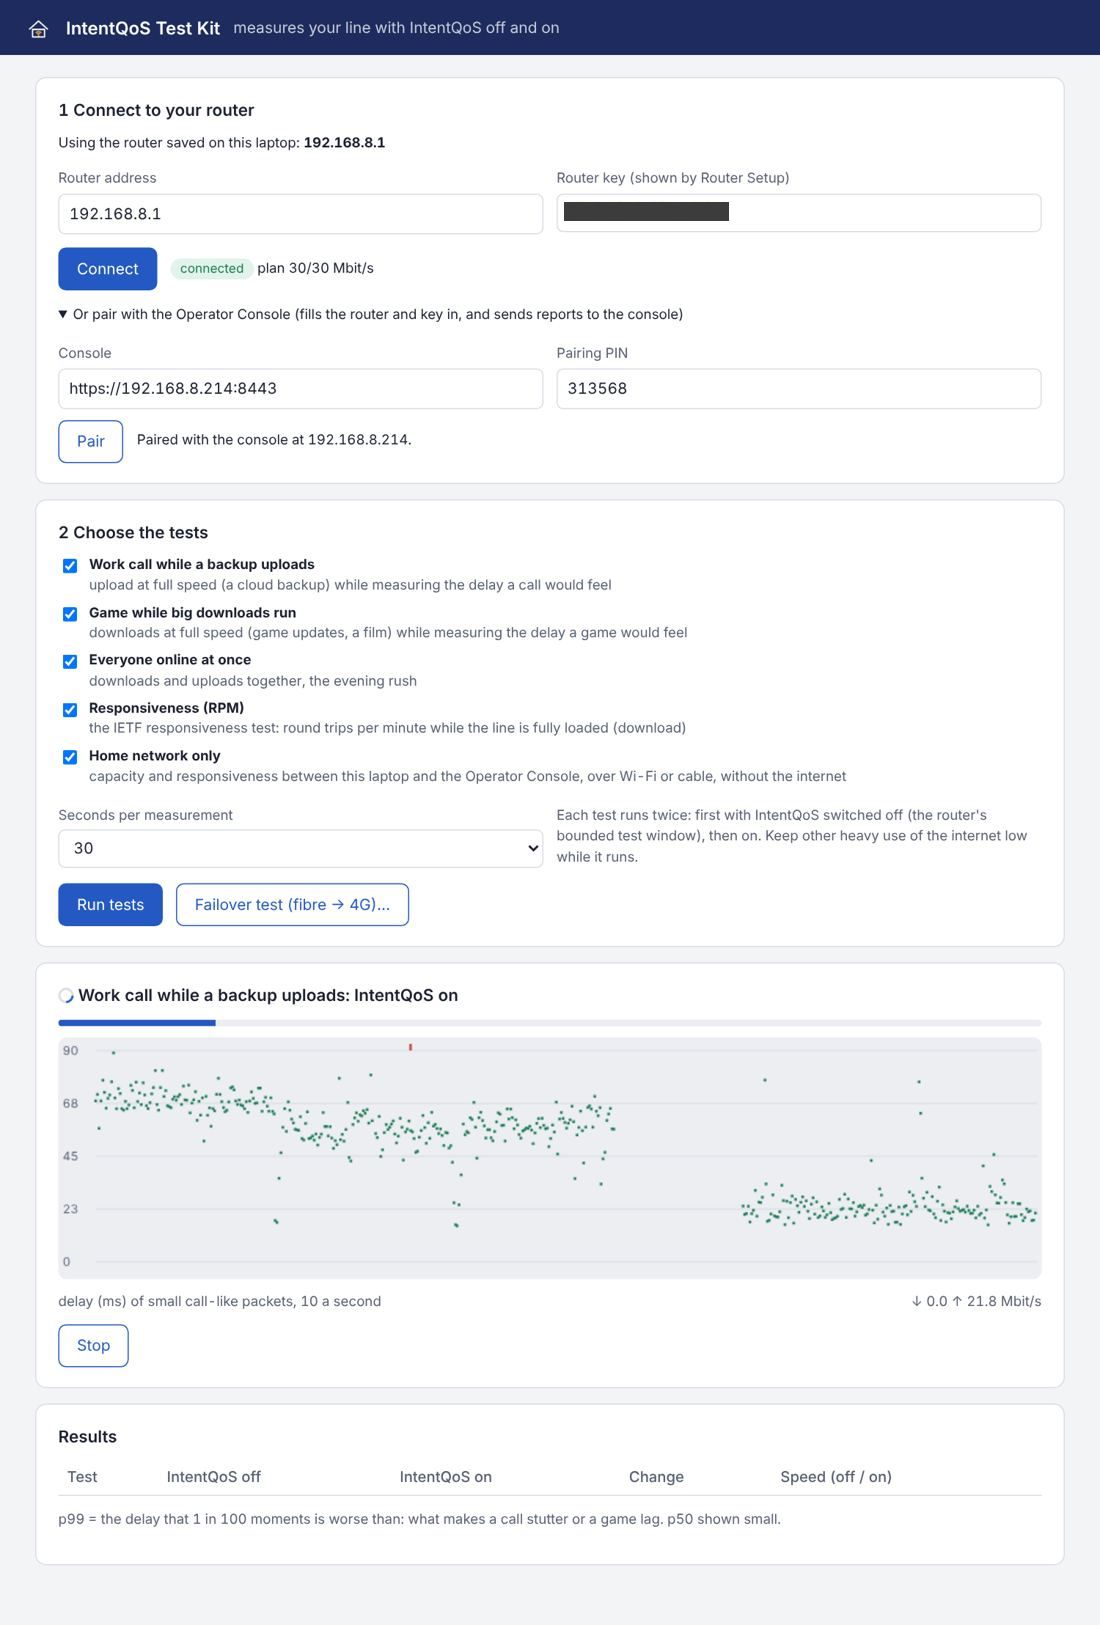 IntentQoS Test Kit measures your line with IntentQoS off and on
1 Connect to your router
Using the router saved on this laptop: 192.168.8.1
Router address
Router key (shown by Router Setup)
192.168.8.1
Connect
connected plan 30/30 Mbit/s
▼ Or pair with the Operator Console (fills the router and key in, and sends reports to the console)
Console
Pairing PIN
https://192.168.8.214:8443
313568
Pair
Paired with the console at 192.168.8.214.
2 Choose the tests
Work call while a backup uploads
upload at full speed (a cloud backup) while measuring the delay a call would feel
Game while big downloads run
downloads at full speed (game updates, a film) while measuring the delay a game would feel
Everyone online at once
downloads and uploads together, the evening rush
Responsiveness (RPM)
the IETF responsiveness test: round trips per minute while the line is fully loaded (download)
Home network only
capacity and responsiveness between this laptop and the Operator Console, over Wi-Fi or cable, without the internet
Seconds per measurement
30
Each test runs twice: first with IntentQoS switched off (the router's
bounded test window), then on. Keep other heavy use of the internet low
while it runs.
Run tests
Failover test (fibre → 4G)...
Work call while a backup uploads: IntentQoS on
90
68
45
23
0
delay (ms) of small call-like packets, 10 a second
↓ 0.0 ↑ 21.8 Mbit/s
Stop
Results
Test IntentQoS off IntentQoS on Change Speed (off / on)
p99 = the delay that 1 in 100 moments is worse than: what makes a call stutter or a game lag. p50 shown small.